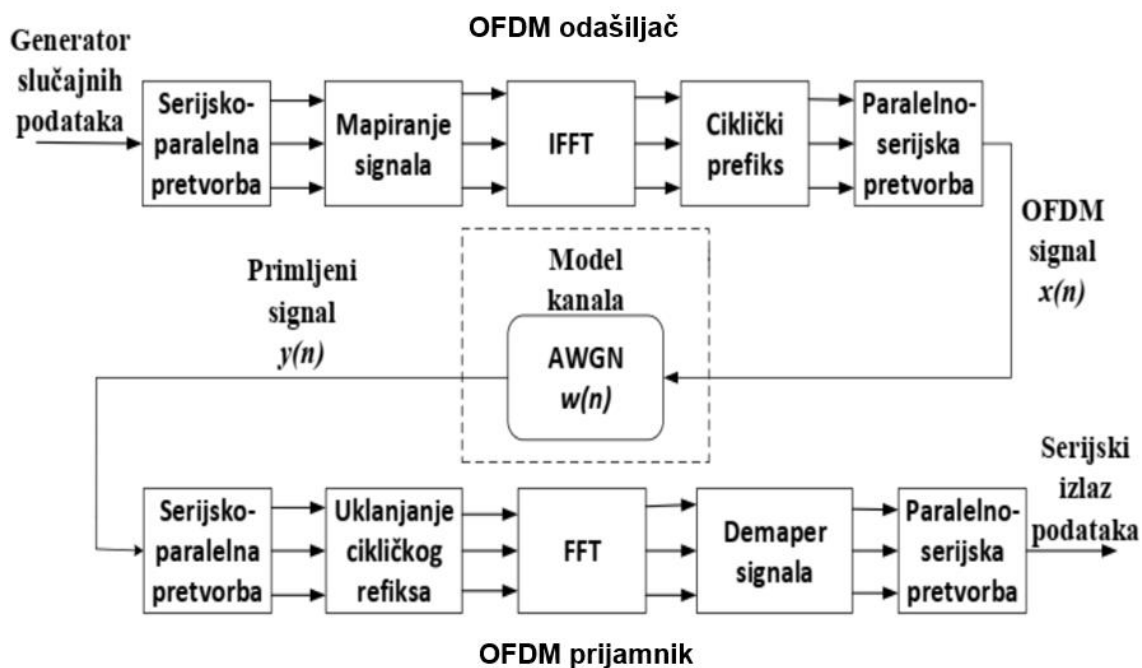 OFDM odašiljač
Generator
slučajnih
podataka
Serijsko-
paralelna
pretvorba
Mapiranje
signala
IFFT
Ciklički
prefiks
Paralelno-
serijska
pretvorba
OFDM
signal
x(n)
Model
kanala
AWGN
w(n)
Primljeni
signal
y(n)
Serijsko-
paralelna
pretvorba
Uklanjanje
cikličkog
refiksa
FFT
Demaper
signala
Paralelno-
serijska
pretvorba
Serijski
izlaz
podataka
OFDM prijamnik